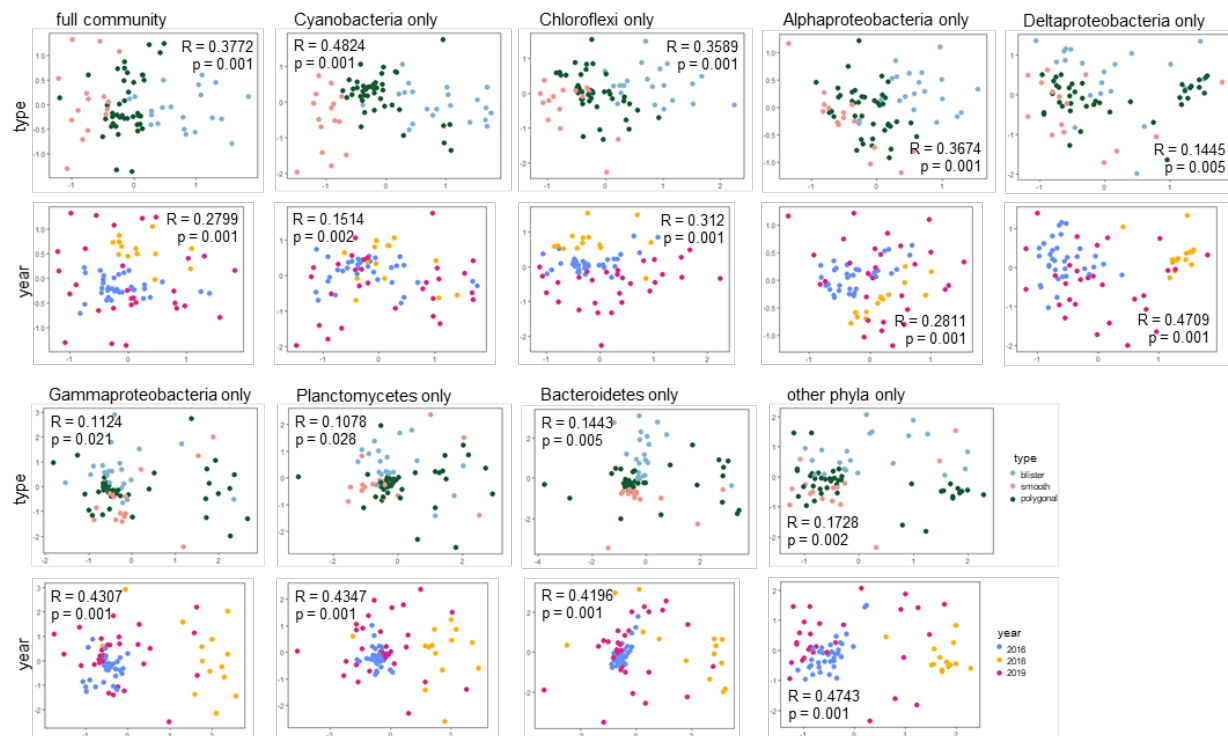 full community
Cyanobacteria only
Chloroflexi only
Alphaproteobacteria only
Deltaproteobacteria only
type
R = 0.3772
p = 0.001
R = 0.4824
p = 0.001
R = 0.3589
p = 0.001
R = 0.3674
p = 0.001
R = 0.1445
p = 0.005
year
R = 0.2799
p = 0.001
R = 0.1514
p = 0.002
R = 0.312
p = 0.001
R = 0.2811
p = 0.001
R = 0.4709
p = 0.001
Gammaproteobacteria only
Planctomycetes only
Bacteroidetes only
other phyla only
type
R = 0.1124
p = 0.021
R = 0.1078
p = 0.028
R = 0.1443
p = 0.005
R = 0.1728
p = 0.002
type
blister
smooth
polygonal
year
R = 0.4307
p = 0.001
R = 0.4347
p = 0.001
R = 0.4196
p = 0.001
R = 0.4743
p = 0.001
year
2016
2018
2019